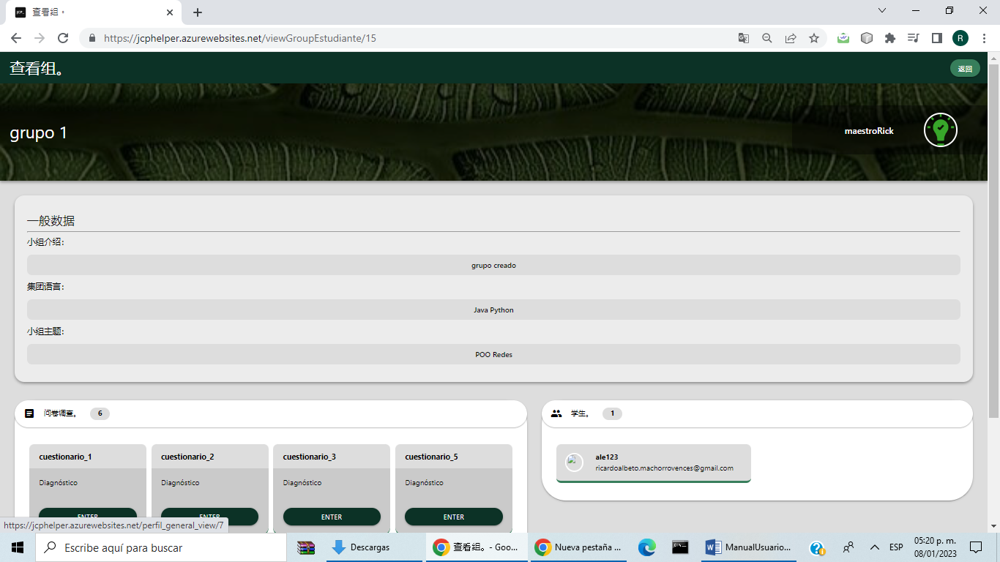 JCP_
查看组。
https://jcphelper.azurewebsites.net/viewGroupEstudiante/15
R
查看组。
返回
grupo 1
maestroRick
一般数据
小组介绍:
grupo creado
集团语言:
Java Python
小组主题:
POO Redes
问卷调查。 6
学生。 1
cuestionario_1 cuestionario_2 cuestionario_3 cuestionario_5
Diagnóstico Diagnóstico Diagnóstico Diagnóstico
ENTER ENTER ENTER ENTER
ale123
ricardoalbeto.machorrovences@gmail.com
https://jcphelper.azurewebsites.net/perfil_general_view/7
Escribe aquí para buscar
Descargas
查看组。- Goo...
Nueva pestaña ...
ManualUsuario...
ESP
05:20 p. m.
08/01/2023